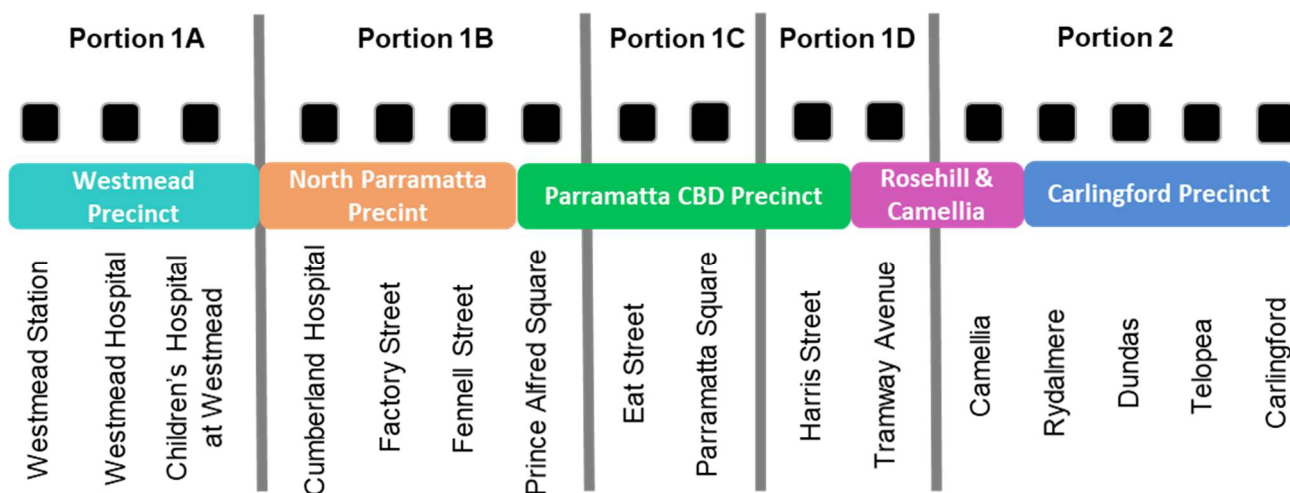 Portion 1A
Portion 1B
Portion 1C
Portion 1D
Portion 2
Westmead
Precinct
North Parramatta
Precint
Parramatta CBD Precinct
Rosehill &
Camellia
Carlingford Precinct
Westmead Station
Westmead Hospital
Children's Hospital
at Westmead
Cumberland Hospital
Factory Street
Fennell Street
Prince Alfred Square
Eat Street
Parramatta Square
Harris Street
Tramway Avenue
Camellia
Rydalmere
Dundas
Telopea
Carlingford